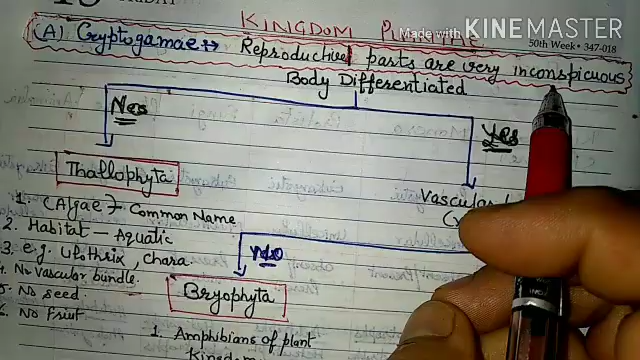 FRIDAY
KINGDOM
Made with KINEMASTER
50th Week • 347-018
(A) Cryptogamae Reproductive parts are very inconspicuous
Body Differentiated
No
Yes
Thallophyta
Vascular
1. (Algae) → Common Name
2. Habitat - Aquatic
3. e.g. Ulothrix, Chara
4. No Vascular bundle.
5. No seed.
6. No Fruit
No
Bryophyta
1. Amphibians of plant
Kingdom